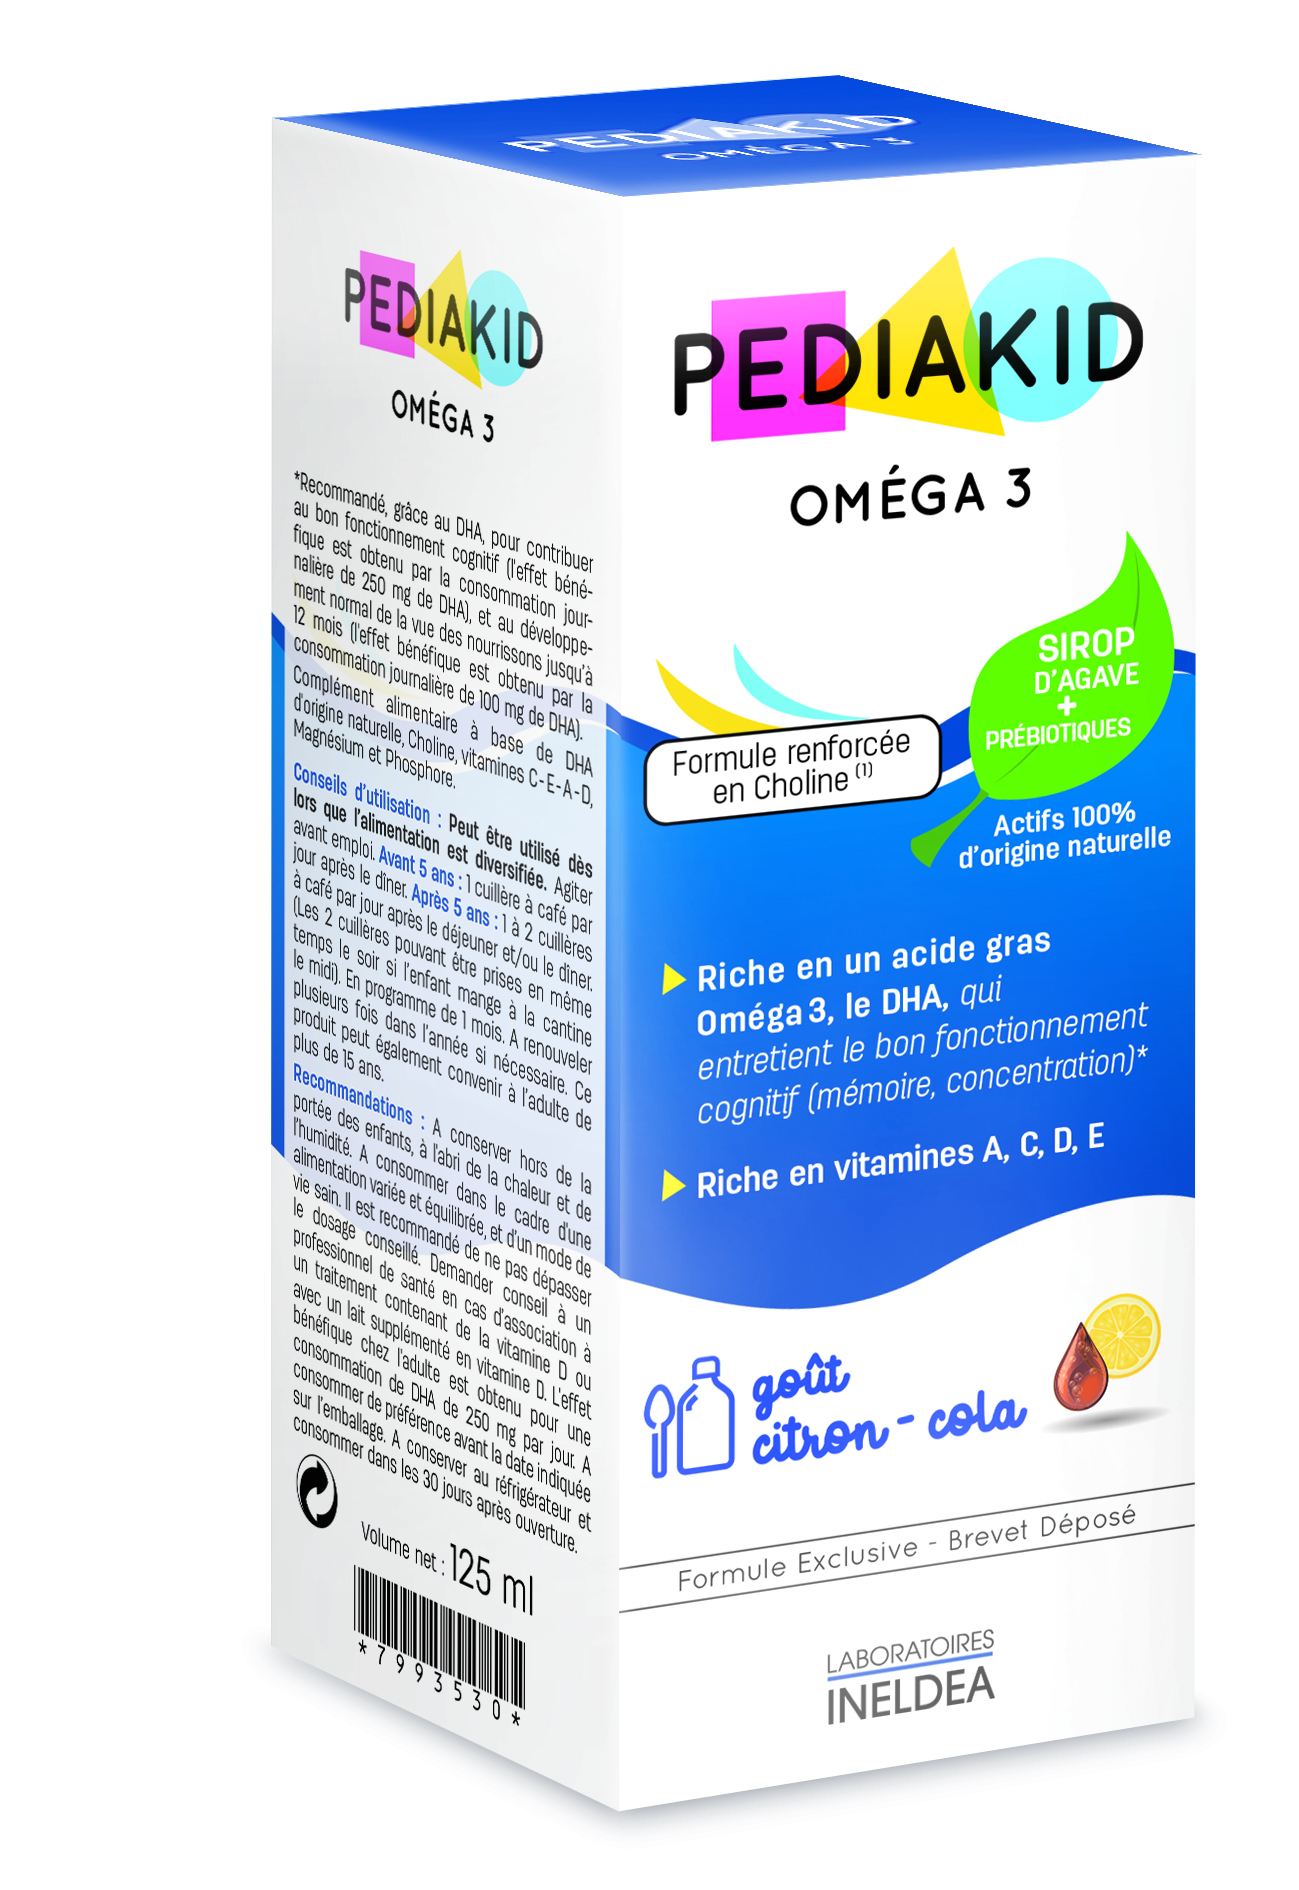 PEDIAKID
OMÉGA 3
PEDIAKID
OMÉGA 3
*Recommandé, grâce au DHA, pour contribuer
au bon fonctionnement cognitif (l'effet béné-
fique est obtenu par la consommation jour-
nalière de 250 mg de DHA), et au développe-
ment normal de la vue des nourrissons jusqu'à
12 mois (l'effet bénéfique est obtenu par la
consommation journalière de 100 mg de DHA).
Complément alimentaire à base de DHA
d'origine naturelle, Choline, vitamines C-E-A-D,
Magnésium et Phosphore.
Conseils d'utilisation : Peut être utilisé dès
lors que l'alimentation est diversifiée. Agiter
avant emploi. Avant 5 ans : 1 cuillère à café par
jour après le dîner. Après 5 ans : 1 à 2 cuillères
à café par jour après le déjeuner et/ou le dîner.
(Les 2 cuillères pouvant être prises en même
temps le soir si l'enfant mange à la cantine
le midi). En programme de 1 mois. A renouveler
plusieurs fois dans l'année si nécessaire. Ce
produit peut également convenir à l'adulte de
plus de 15 ans.
Recommandations : A conserver hors de la
portée des enfants, à l'abri de la chaleur et de
l'humidité. A consommer dans le cadre d'une
alimentation variée et équilibrée, et d'un mode de
vie sain. Il est recommandé de ne pas dépasser
le dosage conseillé. Demander conseil à un
professionnel de santé en cas d'association à
un traitement contenant de la vitamine D ou
avec un lait supplémenté en vitamine D. L'effet
bénéfique chez l'adulte est obtenu pour une
consommation de DHA de 250 mg par jour. A
consommer de préférence avant la date indiquée
sur l'emballage. A conserver au réfrigérateur et
consommer dans les 30 jours après ouverture.
Volume net : 125 ml
*7993530*
PEDIAKID
OMÉGA 3
SIROP
D'AGAVE
+
PRÉBIOTIQUES
Formule renforcée
en Choline (1)
Actifs 100%
d'origine naturelle
Riche en un acide gras
Oméga 3, le DHA, qui
entretient le bon fonctionnement
cognitif (mémoire, concentration)*
Riche en vitamines A, C, D, E
goût
citron - cola
Formule Exclusive - Brevet Déposé
LABORATOIRES
INELDEA